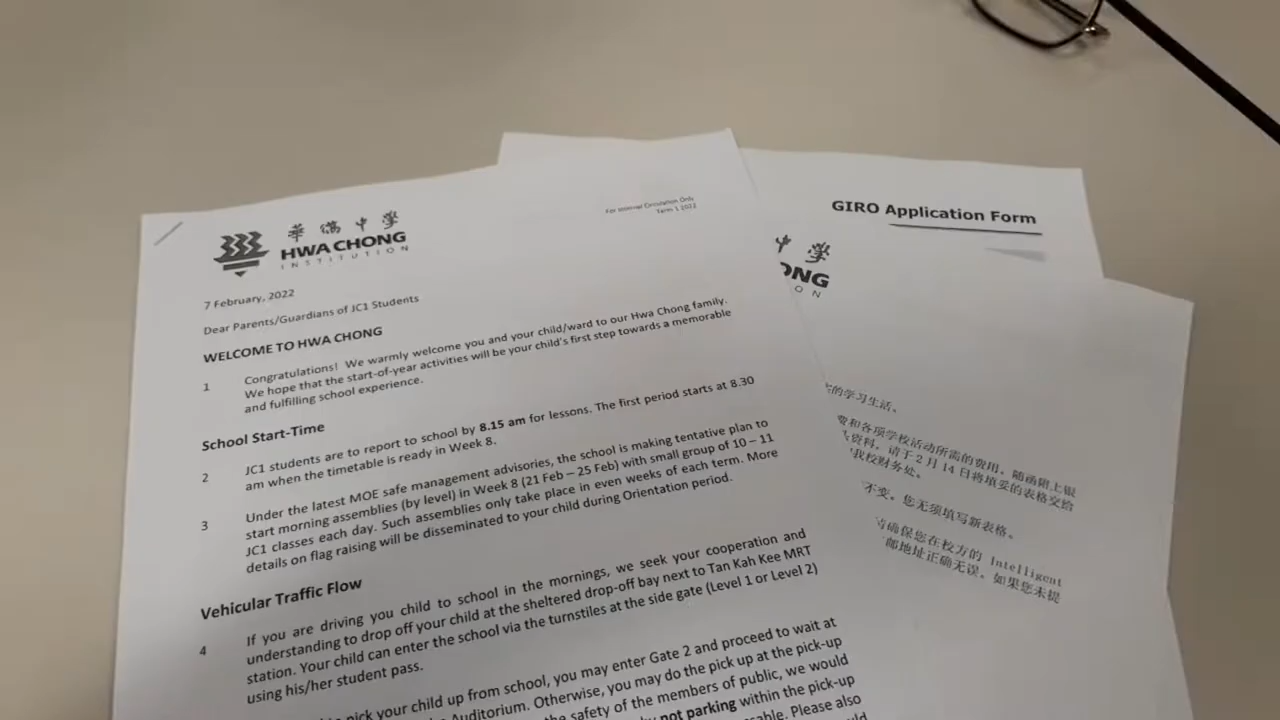 華僑中學
HWA CHONG
INSTITUTION
For Internal Circulation Only
Term 1 2022
7 February, 2022
Dear Parents/Guardians of JC1 Students
WELCOME TO HWA CHONG
1 Congratulations! We warmly welcome you and your child/ward to our Hwa Chong family.
We hope that the start-of-year activities will be your child's first step towards a memorable
and fulfilling school experience.
School Start-Time
2 JC1 students are to report to school by 8.15 am for lessons. The first period starts at 8.30
am when the timetable is ready in Week 8.
3 Under the latest MOE safe management advisories, the school is making tentative plan to
start morning assemblies (by level) in Week 8 (21 Feb – 25 Feb) with small group of 10 – 11
JC1 classes each day. Such assemblies only take place in even weeks of each term. More
details on flag raising will be disseminated to your child during Orientation period.
Vehicular Traffic Flow
4 If you are driving you child to school in the mornings, we seek your cooperation and
understanding to drop off your child at the sheltered drop-off bay next to Tan Kah Kee MRT
station. Your child can enter the school via the turnstiles at the side gate (Level 1 or Level 2)
using his/her student pass.
pick your child up from school, you may enter Gate 2 and proceed to wait at
Auditorium. Otherwise, you may do the pick up at the pick-up
the safety of the members of public, we would
not parking within the pick-up
Please also
GIRO Application Form
中學
ONG
ON
的学习生活。
费和各项学校活动所需的费用。随函附上银
资料。请于2月14日将填妥的表格交给
我校财务处。
不变。您无须填写新表格。
请确保您在校方的 Intelligent
邮地址正确无误。如果您未提